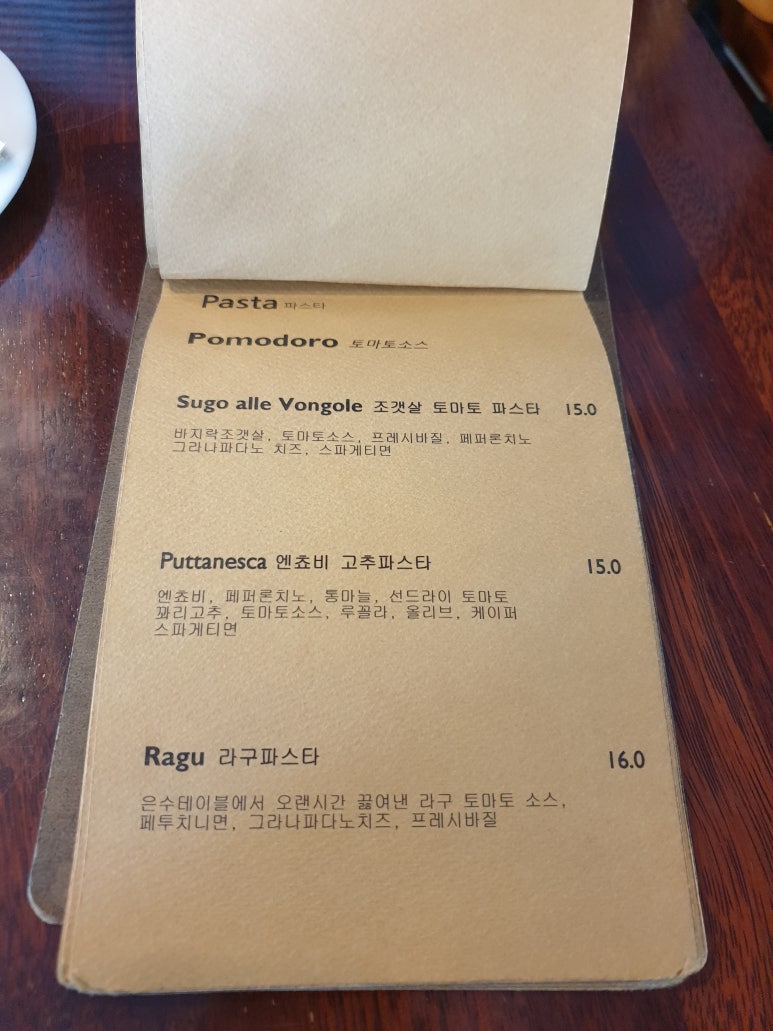 Pasta 파스타
Pomodoro 토마토소스
Sugo alle Vongole 조갯살 토마토 파스타 15.0
바지락조갯살, 토마토소스, 프레시바질, 페퍼론치노
그라나파다노 치즈, 스파게티면
Puttanesca 엔쵸비 고추파스타 15.0
엔쵸비, 페퍼론치노, 통마늘, 선드라이 토마토
꽈리고추, 토마토소스, 루꼴라, 올리브, 케이퍼
스파게티면
Ragu 라구파스타 16.0
은수테이블에서 오랜시간 끓여낸 라구 토마토 소스,
페투치니면, 그라나파다노치즈, 프레시바질